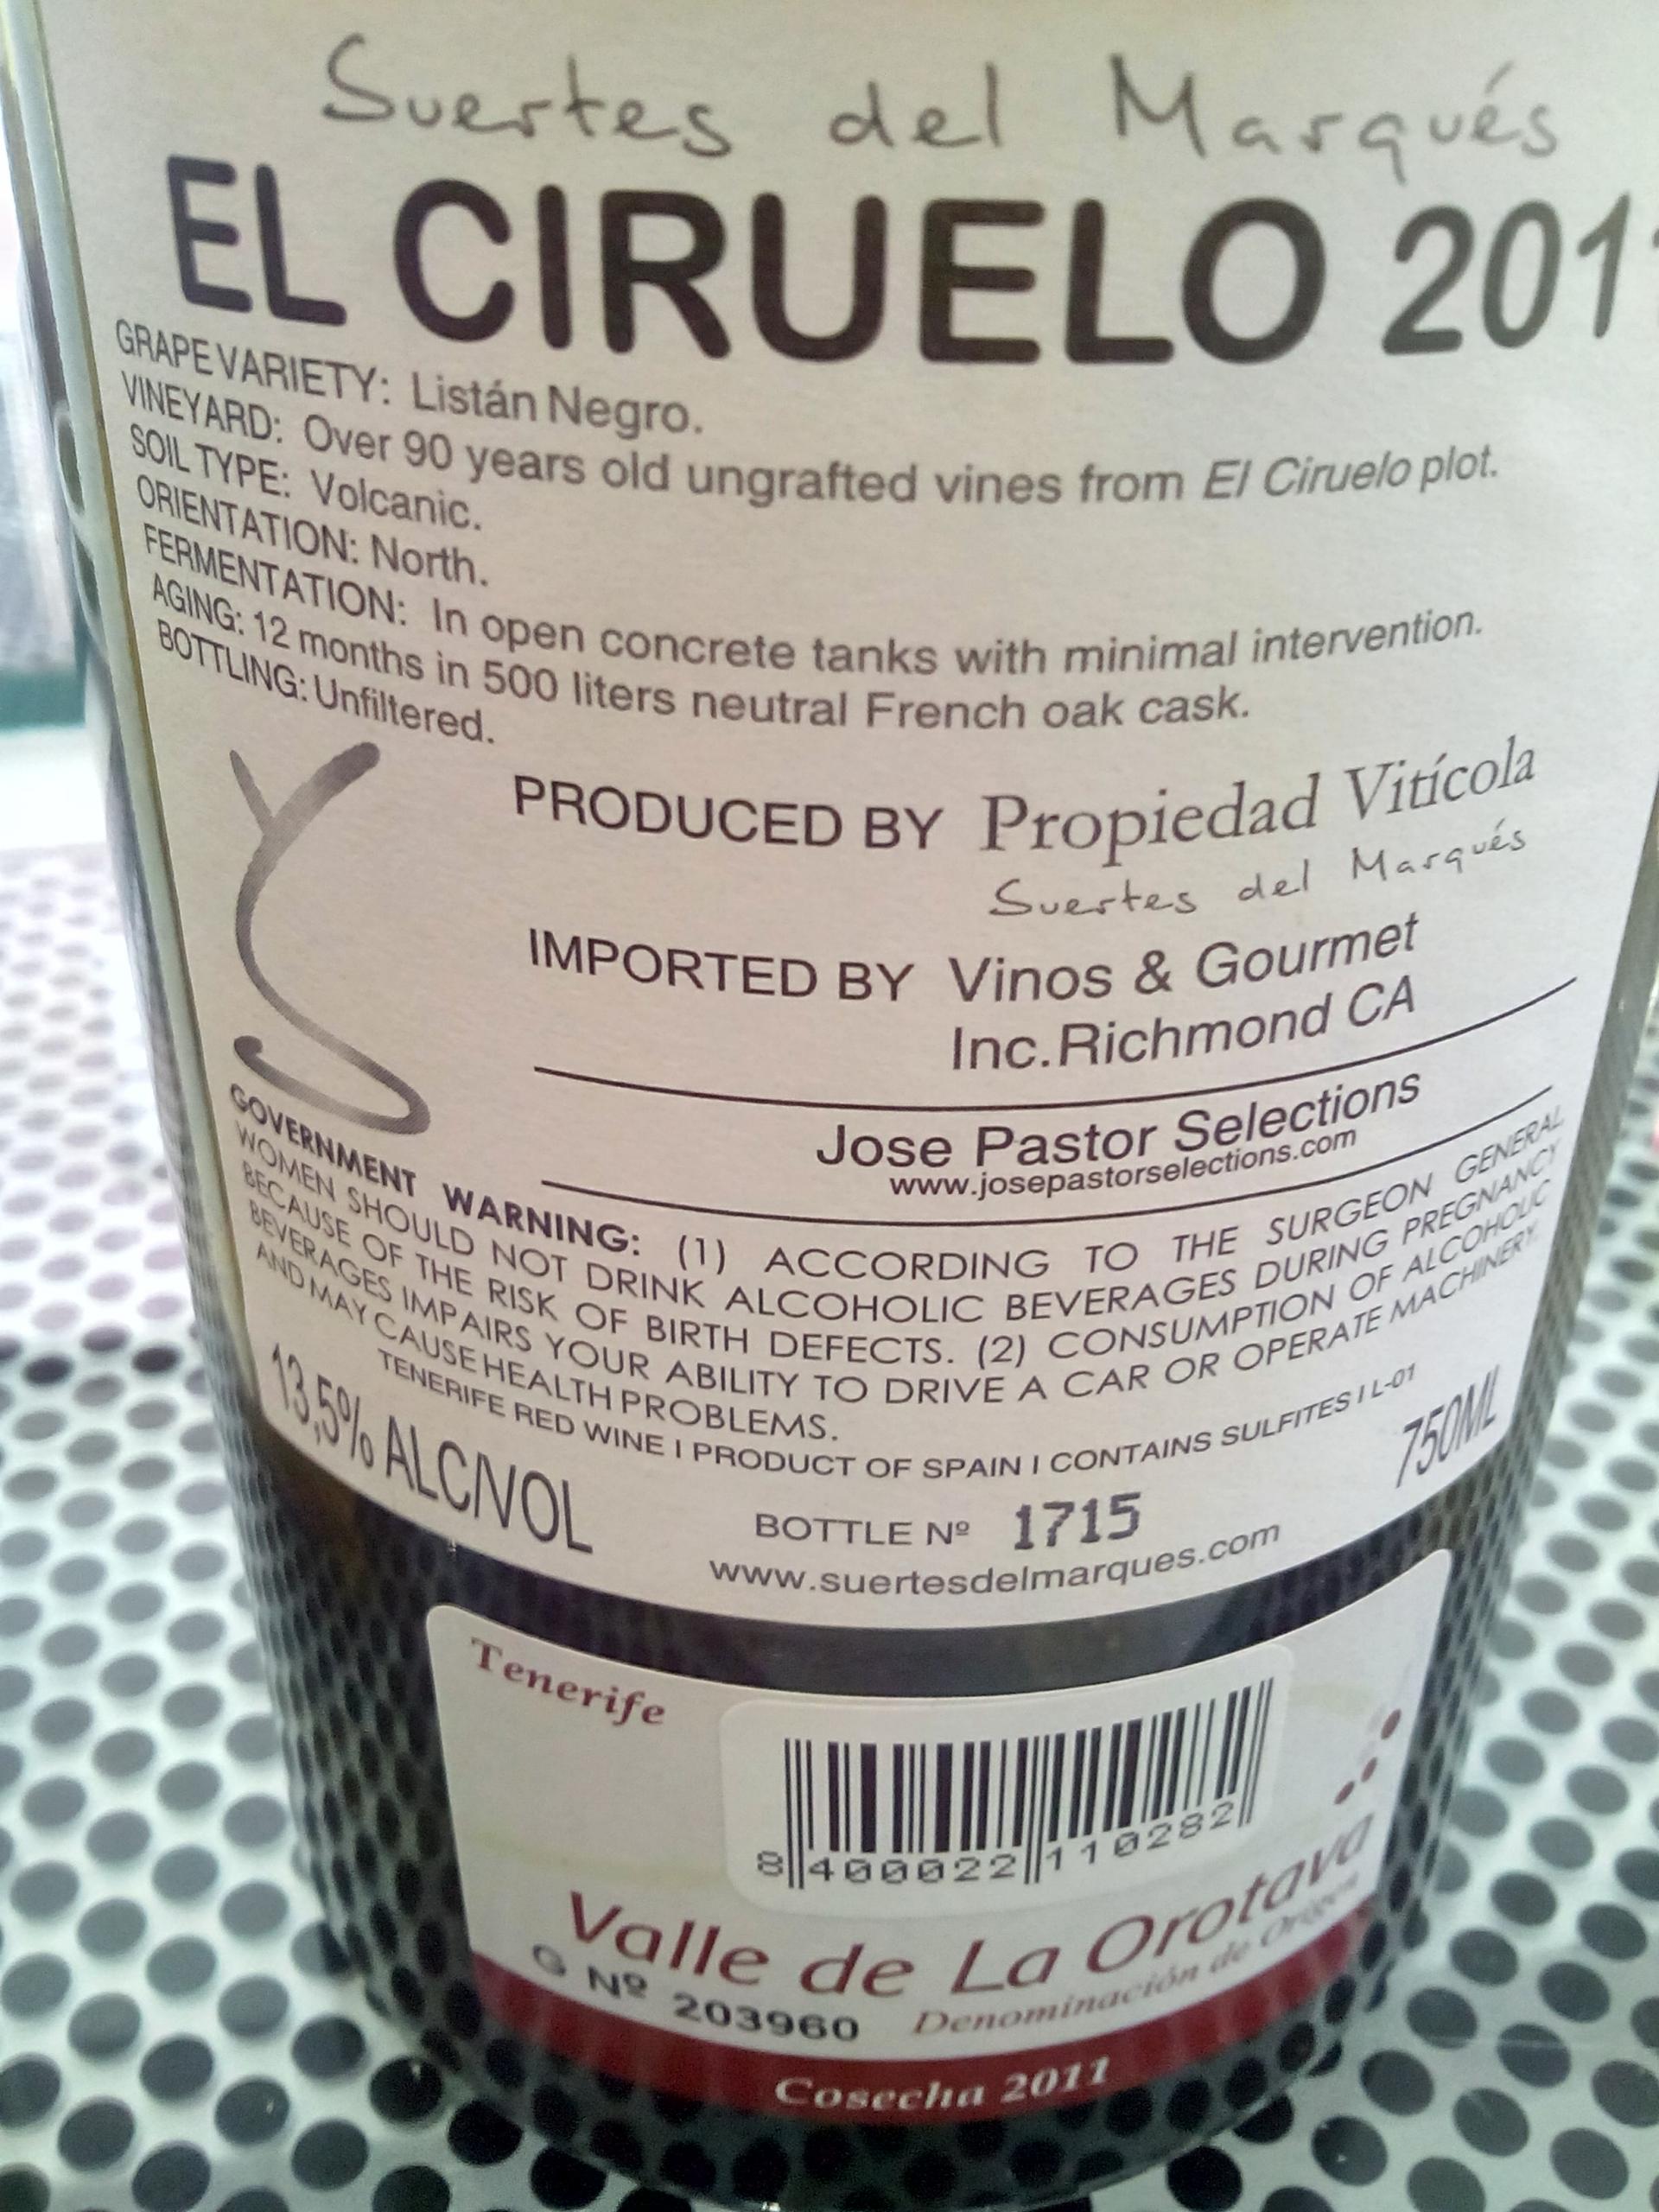 Suertes del Marqués
EL CIRUELO 2011
GRAPE VARIETY: Listán Negro.
VINEYARD: Over 90 years old ungrafted vines from El Ciruelo plot.
SOIL TYPE: Volcanic.
ORIENTATION: North.
FERMENTATION: In open concrete tanks with minimal intervention.
AGING: 12 months in 500 liters neutral French oak cask.
BOTTLING: Unfiltered.
PRODUCED BY Propiedad Vitícola
Suertes del Marqués
IMPORTED BY Vinos & Gourmet
Inc. Richmond CA
Jose Pastor Selections
www.josepastorselections.com
GOVERNMENT WARNING: (1) ACCORDING TO THE SURGEON GENERAL
WOMEN SHOULD NOT DRINK ALCOHOLIC BEVERAGES DURING PREGNANCY
BECAUSE OF THE RISK OF BIRTH DEFECTS. (2) CONSUMPTION OF ALCOHOLIC
BEVERAGES IMPAIRS YOUR ABILITY TO DRIVE A CAR OR OPERATE MACHINERY.
AND MAY CAUSE HEALTH PROBLEMS.
TENERIFE RED WINE I PRODUCT OF SPAIN I CONTAINS SULFITES I L-01
13,5% ALC/VOL
750ML
BOTTLE Nº 1715
www.suertesdelmarques.com
Tenerife
8 400022 110282
Valle de La Orotava
Denominación de Origen
G Nº 203960
Cosecha 2011